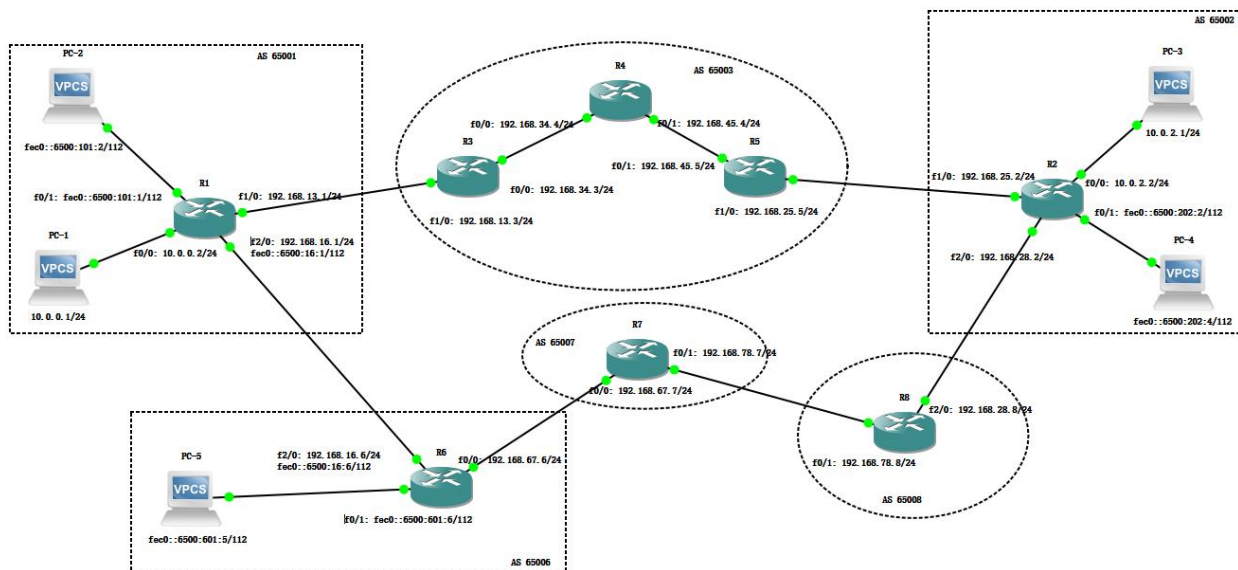 AS 65001
PC-2
VPCS
fec0::6500:101:2/112
R1
f0/1: fec0::6500:101:1/112
f1/0: 192.168.13.1/24
PC-1
VPCS
f0/0: 10.0.0.2/24
f2/0: 192.168.16.1/24
fec0::6500:16:1/112
10.0.0.1/24
AS 65003
R4
f0/0: 192.168.34.4/24
f0/1: 192.168.45.4/24
R3
R5
f0/1: 192.168.45.5/24
f0/0: 192.168.34.3/24
f1/0: 192.168.13.3/24
f1/0: 192.168.25.5/24
AS 65002
PC-3
VPCS
10.0.2.1/24
R2
f1/0: 192.168.25.2/24
f0/0: 10.0.2.2/24
f0/1: fec0::6500:202:2/112
PC-4
VPCS
f2/0: 192.168.28.2/24
fec0::6500:202:4/112
AS 65007
R7
f0/1: 192.168.78.7/24
f0/0: 192.168.67.7/24
R8
f2/0: 192.168.28.8/24
f0/1: 192.168.78.8/24
AS 65008
PC-5
VPCS
f2/0: 192.168.16.6/24
fec0::6500:16:6/112
R6
f0/0: 192.168.67.6/24
f0/1: fec0::6500:601:6/112
fec0::6500:601:5/112
AS 65006